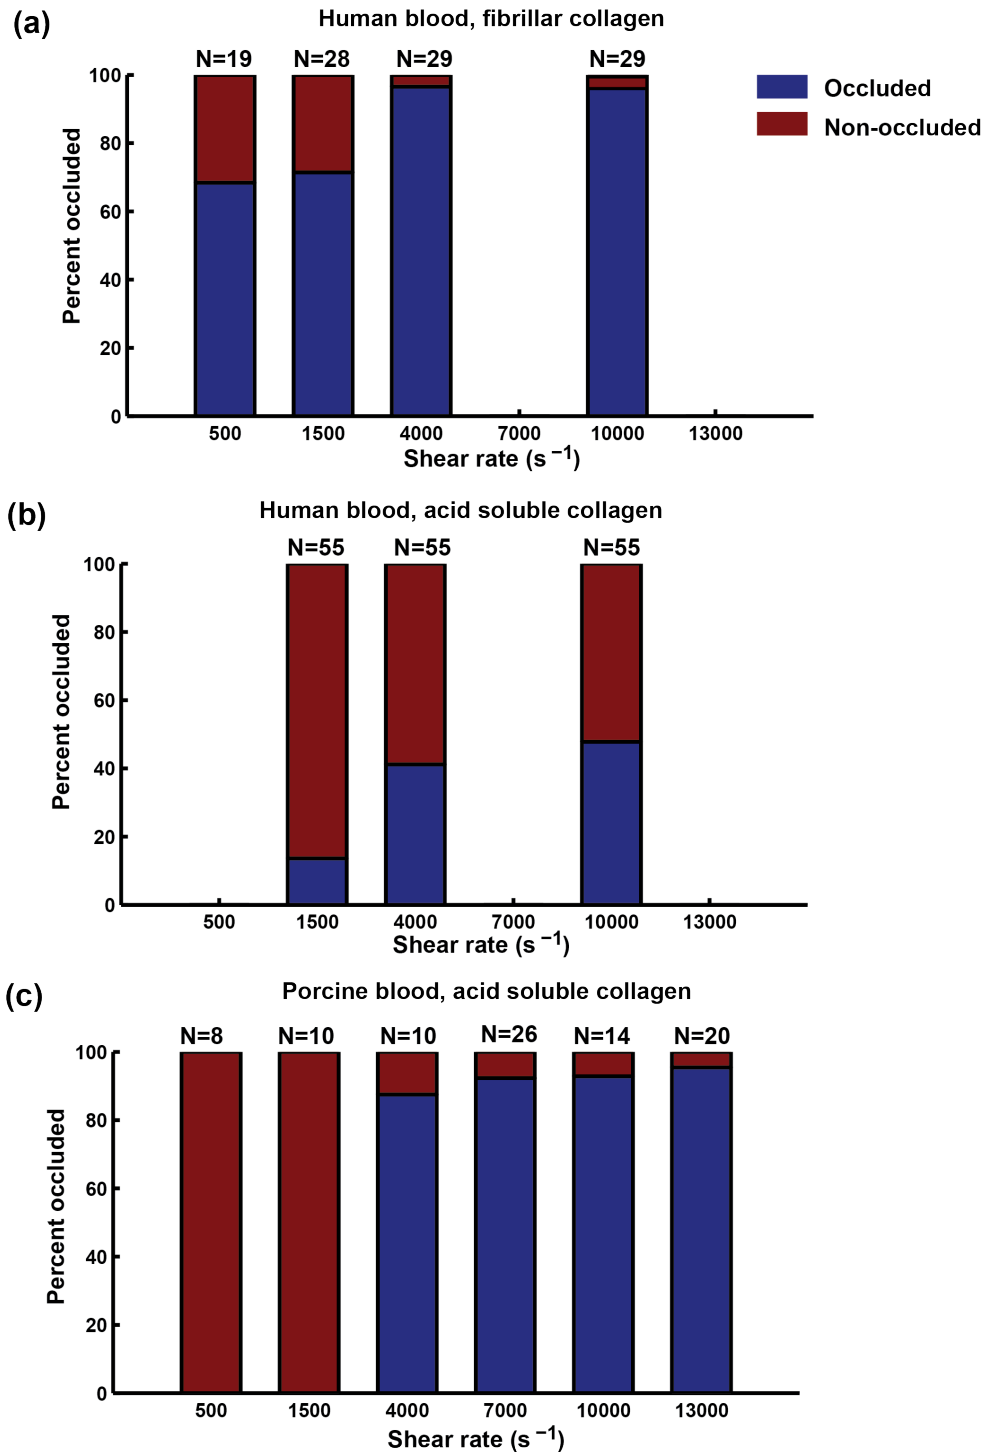 (a)
Human blood, fibrillar collagen
N=19 N=28 N=29 N=29
Occluded
Non-occluded
Percent occluded
100
80
60
40
20
0
500 1500 4000 7000 10000 13000
Shear rate (s −1)
(b)
Human blood, acid soluble collagen
N=55 N=55 N=55
Percent occluded
100
80
60
40
20
0
500 1500 4000 7000 10000 13000
Shear rate (s −1)
(c)
Porcine blood, acid soluble collagen
N=8 N=10 N=10 N=26 N=14 N=20
Percent occluded
100
80
60
40
20
0
500 1500 4000 7000 10000 13000
Shear rate (s −1)